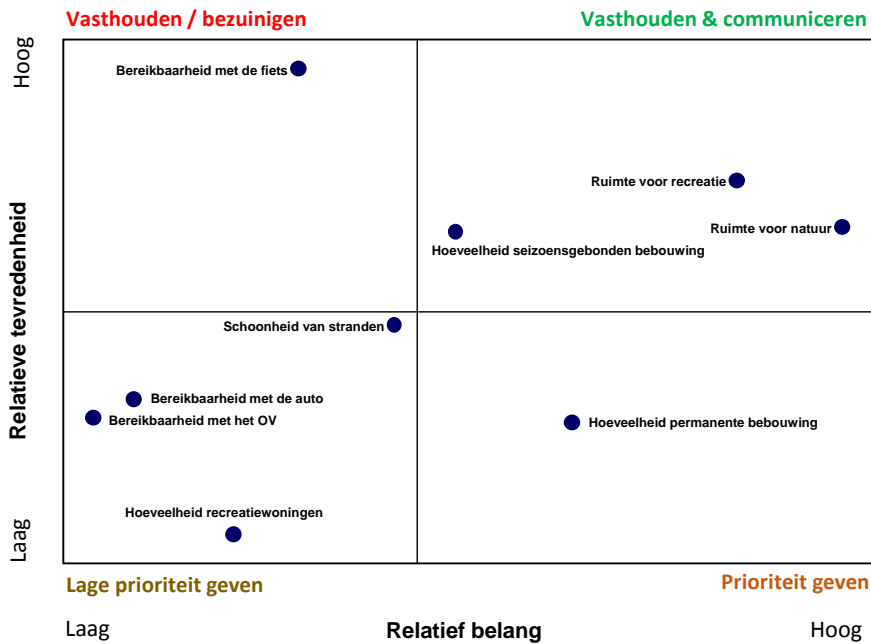 Vasthouden / bezuinigen
Vasthouden & communiceren
Hoog
Bereikbaarheid met de fiets
Ruimte voor recreatie
Ruimte voor natuur
Hoeveelheid seizoensgebonden bebouwing
Relatieve tevredenheid
Schoonheid van stranden
Bereikbaarheid met de auto
Bereikbaarheid met het OV
Hoeveelheid permanente bebouwing
Hoeveelheid recreatiewoningen
Laag
Lage prioriteit geven
Prioriteit geven
Laag
Relatief belang
Hoog